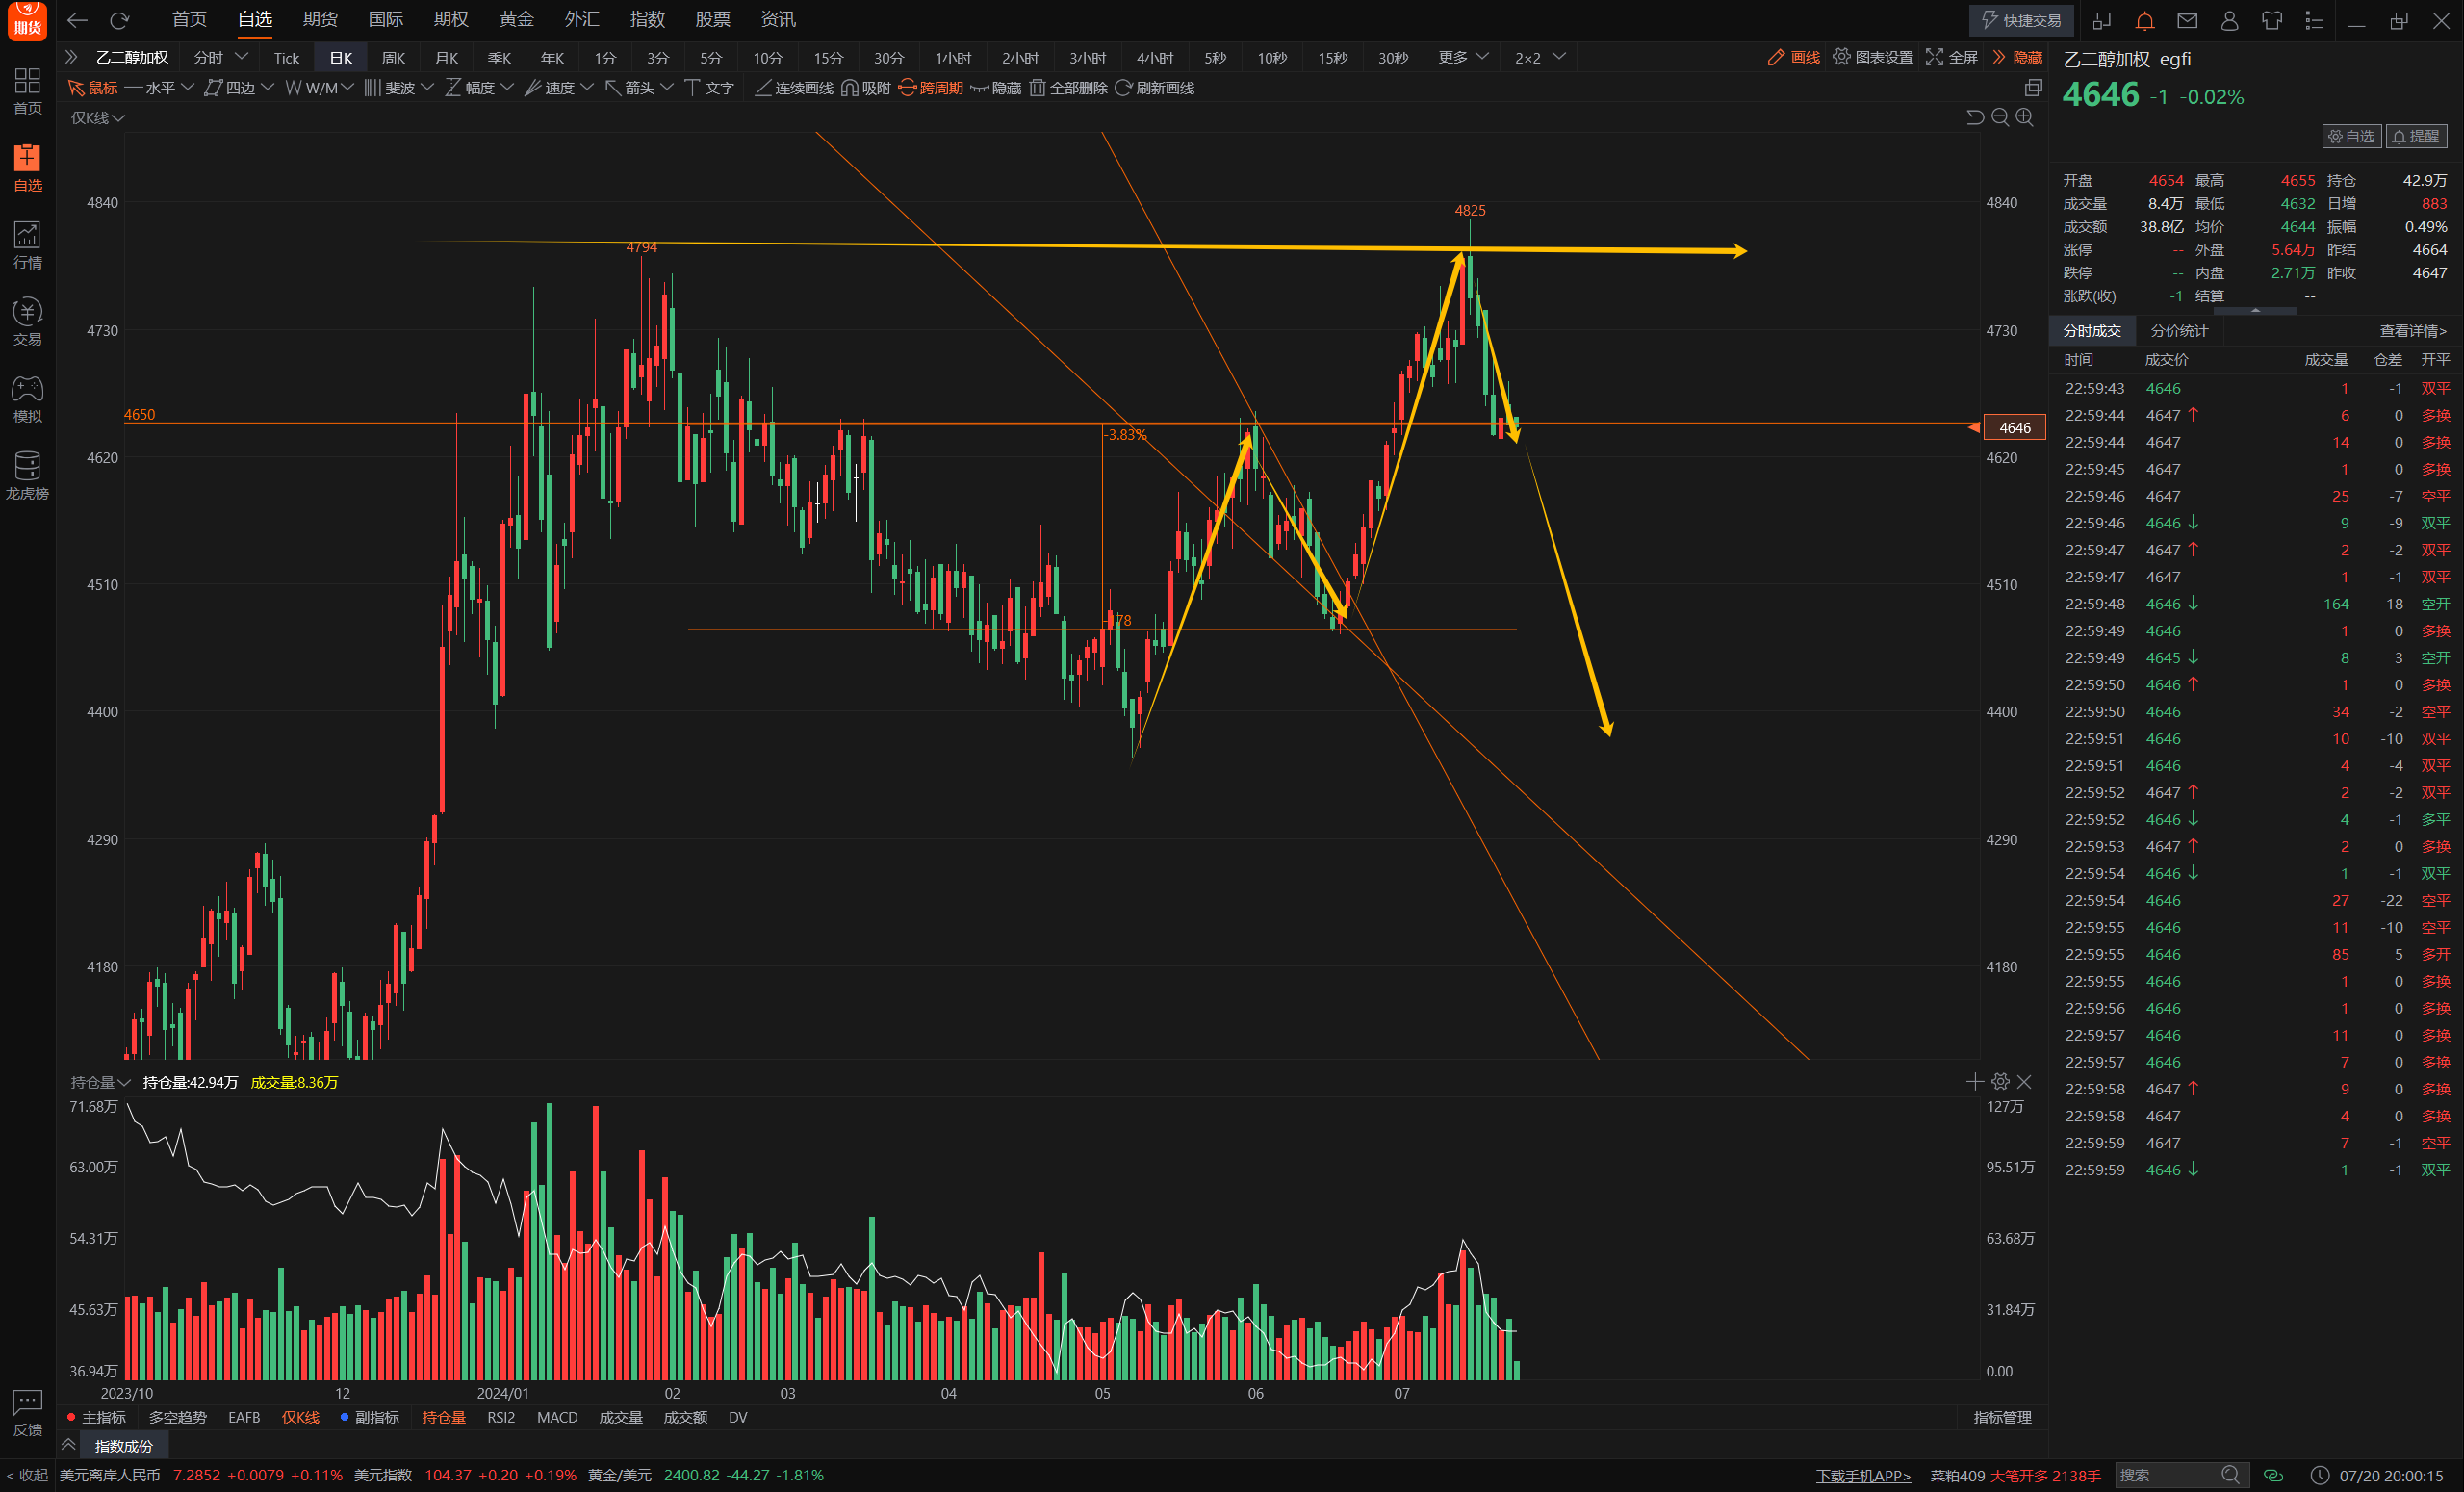 期货 首页 自选 期货 国际 期权 黄金 外汇 指数 股票 资讯 快捷交易
乙二醇加权 分时 Tick 日K 周K 月K 季K 年K 1分 3分 5分 10分 15分 30分 1小时 2小时 3小时 4小时 5秒 10秒 15秒 30秒 更多 2×2 画线 图表设置 全屏 隐藏
鼠标 水平 四边 W/M 斐波 幅度 速度 箭头 文字 连续画线 吸附 跨周期 隐藏 全部删除 刷新画线
仅K线
首页
自选
行情
交易
模拟
龙虎榜
反馈
4840 4840
4825
4794
4730 4730
4650
4646
-3.83%
4620 4620
4510 4510
-178
4400 4400
4290 4290
4180 4180
持仓量 持仓量:42.94万 成交量:8.36万
71.68万 127万
63.00万 95.51万
54.31万 63.68万
45.63万 31.84万
36.94万 0.00
2023/10 12 2024/01 02 03 04 05 06 07
主指标 多空趋势 EAFB 仅K线 副指标 持仓量 RSI2 MACD 成交量 成交额 DV 指标管理
指数成份
乙二醇加权 egfi
4646 -1 -0.02%
自选 提醒
开盘 4654 最高 4655 持仓 42.9万
成交量 8.4万 最低 4632 日增 883
成交额 38.8亿 均价 4644 振幅 0.49%
涨停 -- 外盘 5.64万 昨结 4664
跌停 -- 内盘 2.71万 昨收 4647
涨跌(收) -1 结算 --
分时成交 分价统计 查看详情>
时间 成交价 成交量 仓差 开平
22:59:43 4646 1 -1 双平
22:59:44 4647 ↑ 6 0 多换
22:59:44 4647 14 0 多换
22:59:45 4647 1 0 多换
22:59:46 4647 25 -7 空平
22:59:46 4646 ↓ 9 -9 双平
22:59:47 4647 ↑ 2 -2 双平
22:59:47 4647 1 -1 双平
22:59:48 4646 ↓ 164 18 空开
22:59:49 4646 1 0 多换
22:59:49 4645 ↓ 8 3 空开
22:59:50 4646 ↑ 1 0 多换
22:59:50 4646 34 -2 空平
22:59:51 4646 10 -10 双平
22:59:51 4646 4 -4 双平
22:59:52 4647 ↑ 2 -2 双平
22:59:52 4646 ↓ 4 -1 多平
22:59:53 4647 ↑ 2 0 多换
22:59:54 4646 ↓ 1 -1 双平
22:59:54 4646 27 -22 空平
22:59:55 4646 11 -10 空平
22:59:55 4646 85 5 多开
22:59:55 4646 1 0 多换
22:59:56 4646 1 0 多换
22:59:57 4646 11 0 多换
22:59:57 4646 7 0 多换
22:59:58 4647 ↑ 9 0 多换
22:59:58 4647 4 0 多换
22:59:59 4647 7 -1 空平
22:59:59 4646 ↓ 1 -1 双平
< 收起 美元离岸人民币 7.2852 +0.0079 +0.11% 美元指数 104.37 +0.20 +0.19% 黄金/美元 2400.82 -44.27 -1.81% 下载手机APP> 菜粕409 大笔开多 2138手 搜索 07/20 20:00:15